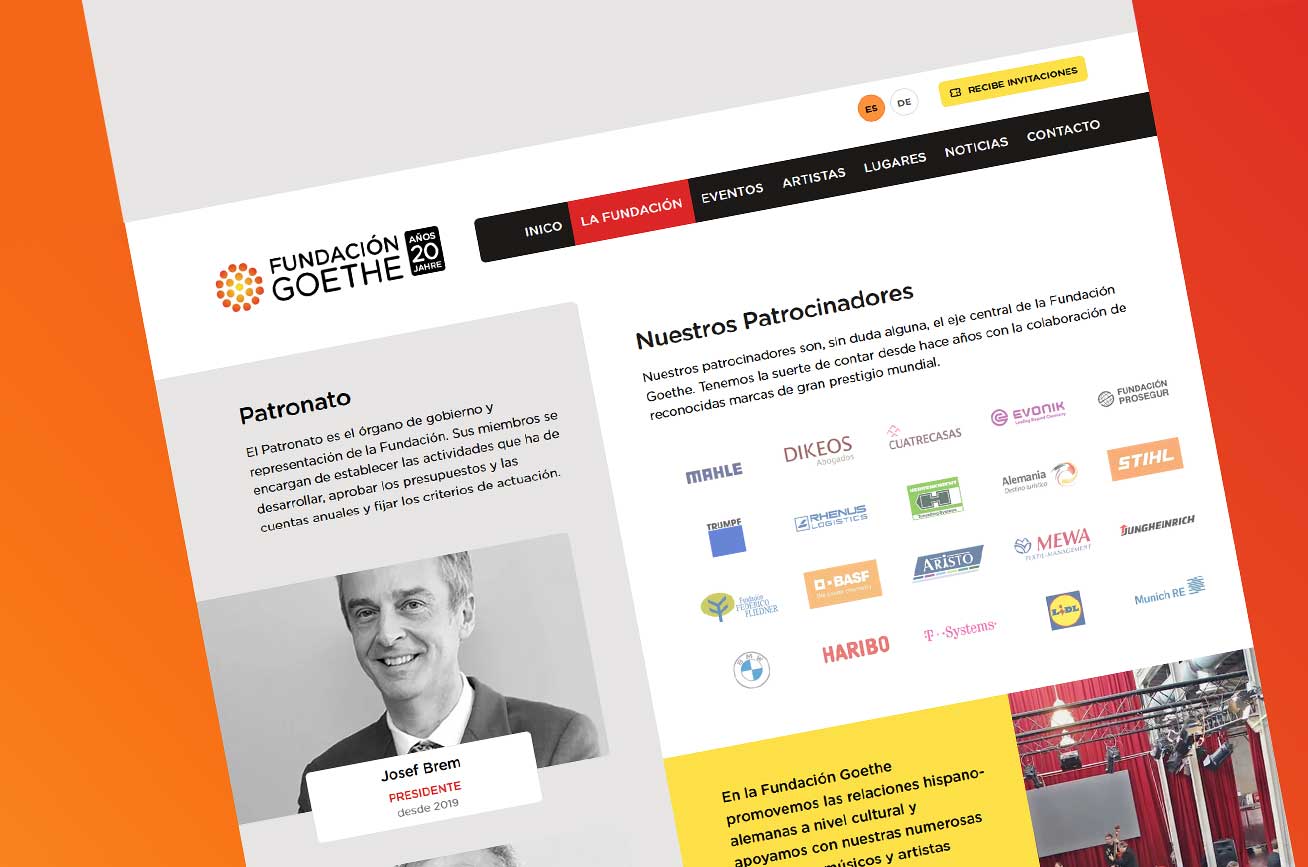 ES
DE
RECIBE INVITACIONES
INICO
LA FUNDACIÓN
EVENTOS
ARTISTAS
LUGARES
NOTICIAS
CONTACTO
FUNDACIÓN
GOETHE
AÑOS
20
JAHRE
Patronato
El Patronato es el órgano de gobierno y
representación de la Fundación. Sus miembros se
encargan de establecer las actividades que ha de
desarrollar, aprobar los presupuestos y las
cuentas anuales y fijar los criterios de actuación.
Josef Brem
PRESIDENTE
desde 2019
Nuestros Patrocinadores
Nuestros patrocinadores son, sin duda alguna, el eje central de la Fundación
Goethe. Tenemos la suerte de contar desde hace años con la colaboración de
reconocidas marcas de gran prestigio mundial.
MAHLE
DIKEOS
Abogados
CUATRECASAS
EVONIK
Leading Beyond Chemistry
FUNDACIÓN
PROSEGUR
TRUMPF
RHENUS
LOGISTICS
HERRENKNECHT
Tunnelling Systems
Alemania
Destino Jurídico
STIHL
Fundación
FEDERICO
FLIEDNER
BASF
We create chemistry
ARISTO
MEWA
TEXTIL-MANAGEMENT
JUNGHEINRICH
BMW
HARIBO
T··Systems·
LIDL
Munich RE
En la Fundación Goethe
promovemos las relaciones hispano-
alemanas a nivel cultural y
apoyamos con nuestras numerosas
músicos y artistas